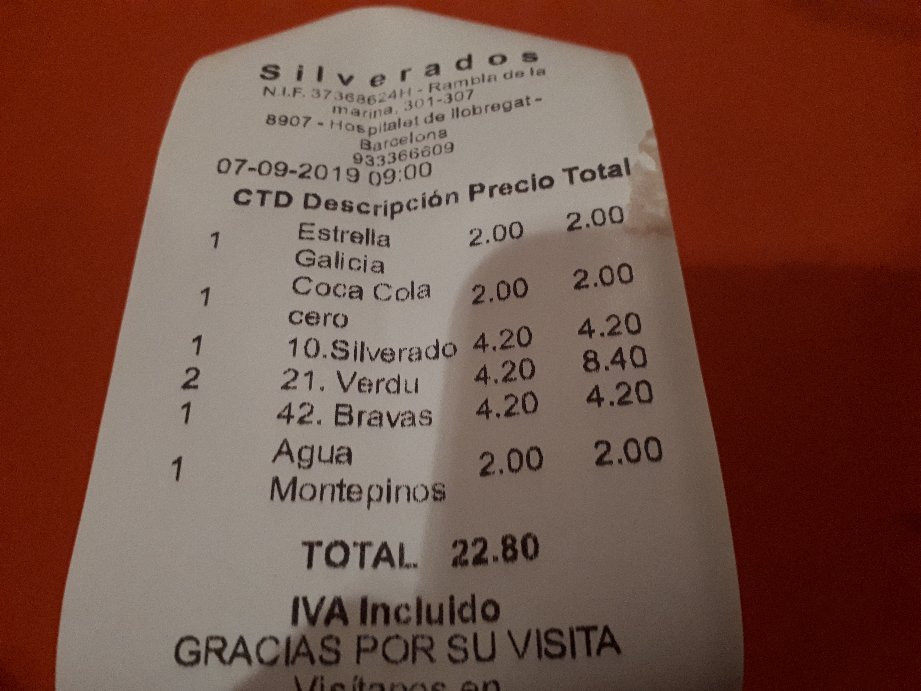 Silverados
N.I.F. 37368624H - Rambla de la
marina, 301-307
8907 - Hospitalet de llobregat -
Barcelona
933366609
07-09-2019 09:00
CTD Descripción Precio Total
1 Estrella Galicia 2.00 2.00
1 Coca Cola cero 2.00 2.00
1 10.Silverado 4.20 4.20
2 21. Verdu 4.20 8.40
1 42. Bravas 4.20 4.20
1 Agua Montepinos 2.00 2.00
TOTAL 22.80
IVA Incluido
GRACIAS POR SU VISITA
Visítanos en